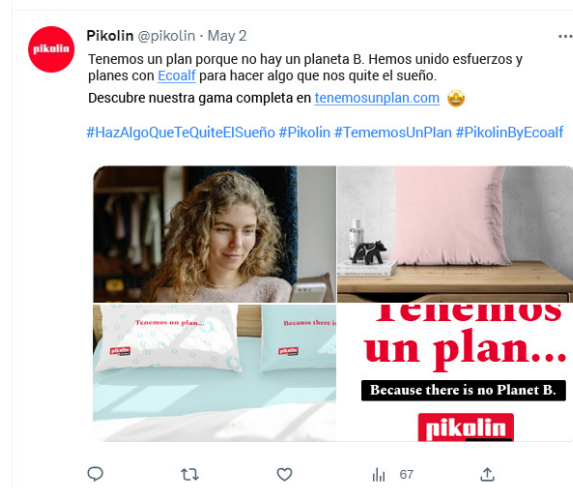 pikolin
Pikolin @pikolin · May 2
Tenemos un plan porque no hay un planeta B. Hemos unido esfuerzos y
planes con Ecoalf para hacer algo que nos quite el sueño.
Descubre nuestra gama completa en tenemosunplan.com 🤩
#HazAlgoQueTeQuiteElSueño #Pikolin #TememosUnPlan #PikolinByEcoalf
Tenemos un plan...
pikolin
Because there i
pikolin
Tenemos
un plan...
Because there is no Planet B.
pikolin
67